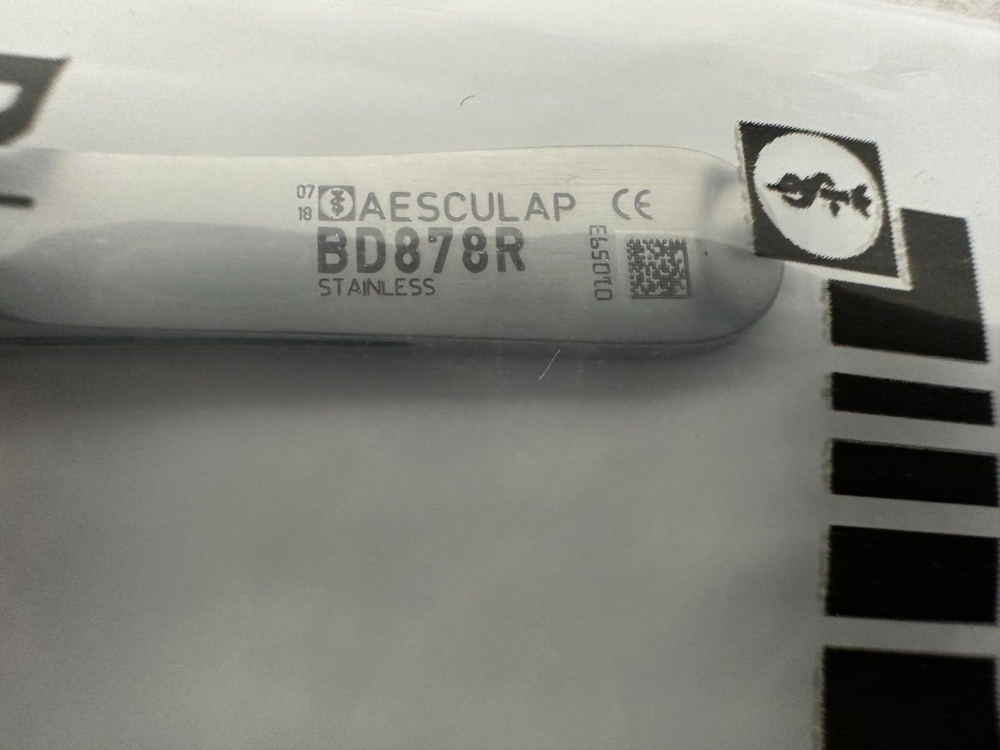 07
18
AESCULAP CE
BD878R
STAINLESS
010593